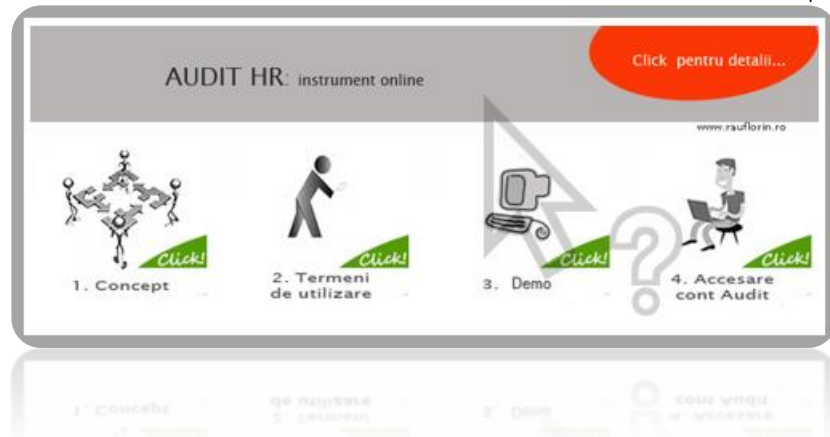 Click pentru detalii...
AUDIT HR: instrument online
www.rauflorin.ro
Click!
Click!
Click!
Click!
1. Concept
2. Termeni
de utilizare
3. Demo
4. Accesare
cont Audit
?